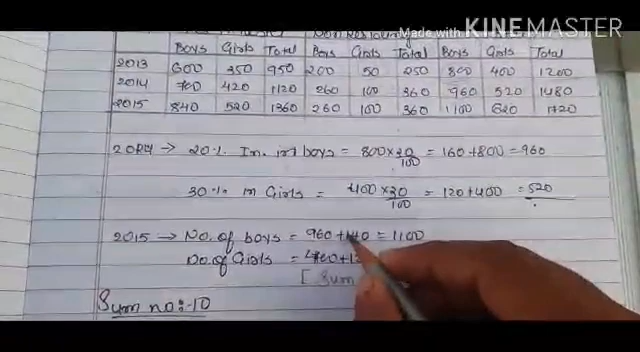 Made with KINEMASTER
Boys Girls Total Boys Girls Total Boys Girls Total
2013 600 350 950 200 50 250 800 400 1200
2014 700 420 1120 260 100 360 960 520 1480
2015 840 520 1360 260 100 360 1100 620 1720
20% In. in boys = 800 × 20/100 = 160 + 800 = 960
30% in Girls = 400 × 30/100 = 120 + 400 = 520
2015 → No. of boys = 960 + 140 = 1100
No. of Girls =
[ Sum
Sum no:-10